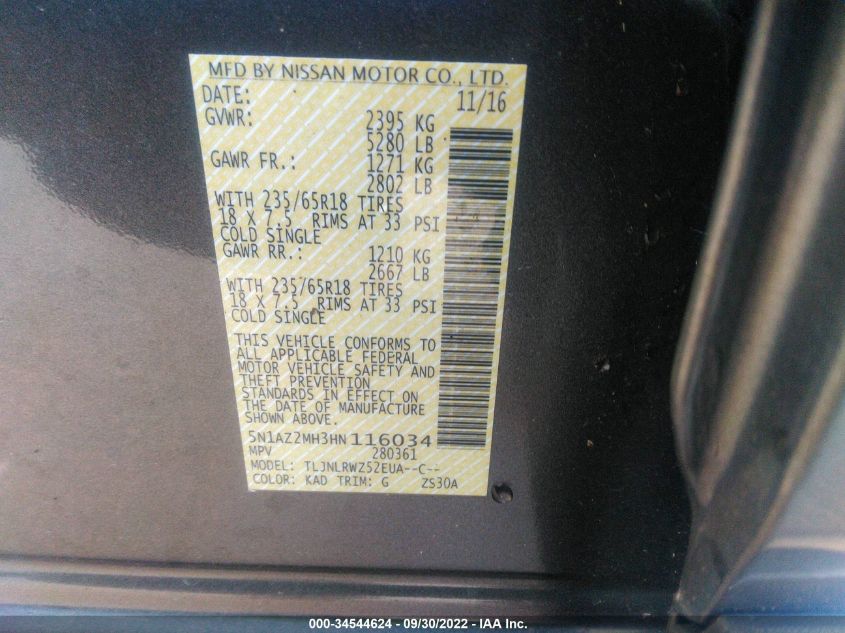 MFD BY NISSAN MOTOR CO., LTD.
DATE: 11/16
GVWR: 2395 KG
5280 LB
GAWR FR.: 1271 KG
2802 LB
WITH 235/65R18 TIRES
18 X 7.5 RIMS AT 33 PSI
COLD SINGLE
GAWR RR.: 1210 KG
2667 LB
WITH 235/65R18 TIRES
18 X 7.5 RIMS AT 33 PSI
COLD SINGLE
THIS VEHICLE CONFORMS TO
ALL APPLICABLE FEDERAL
MOTOR VEHICLE SAFETY AND
THEFT PREVENTION
STANDARDS IN EFFECT ON
THE DATE OF MANUFACTURE
SHOWN ABOVE.
5N1AZ2MH3HN116034
MPV 280361
MODEL: TLJNLRWZ52EUA--C--
COLOR: KAD TRIM: G ZS30A
000-34544624 - 09/30/2022 - IAA Inc.